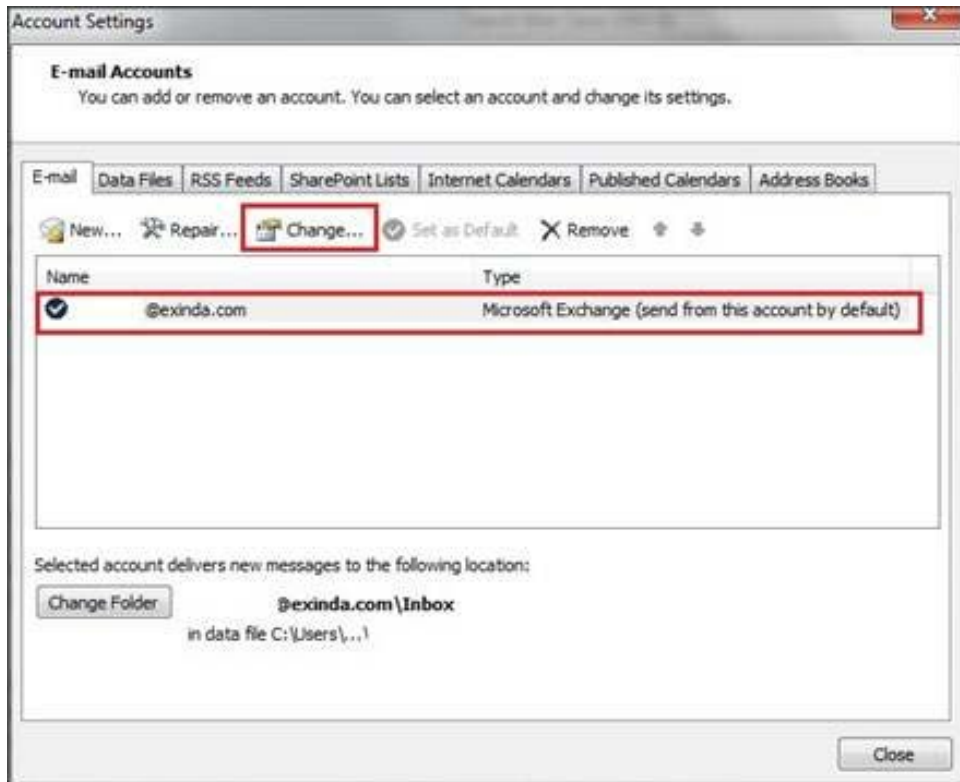 Account Settings
E-mail Accounts
You can add or remove an account. You can select an account and change its settings.
E-mail Data Files RSS Feeds SharePoint Lists Internet Calendars Published Calendars Address Books
New... Repair... Change... Set as Default Remove
Name Type
@exinda.com Microsoft Exchange (send from this account by default)
Selected account delivers new messages to the following location:
Change Folder @exinda.com\Inbox
in data file C:\Users\...\
Close